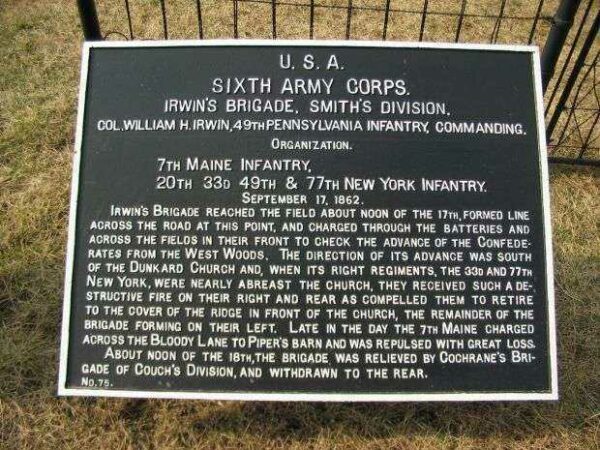 U. S. A.
SIXTH ARMY CORPS.
IRWIN'S BRIGADE, SMITH'S DIVISION,
COL. WILLIAM H. IRWIN, 49TH PENNSYLVANIA INFANTRY, COMMANDING.
ORGANIZATION.
7TH MAINE INFANTRY,
20TH 33D 49TH & 77TH NEW YORK INFANTRY.
SEPTEMBER 17, 1862.
IRWIN'S BRIGADE REACHED THE FIELD ABOUT NOON OF THE 17TH, FORMED LINE
ACROSS THE ROAD AT THIS POINT, AND CHARGED THROUGH THE BATTERIES AND
ACROSS THE FIELDS IN THEIR FRONT TO CHECK THE ADVANCE OF THE CONFEDE-
RATES FROM THE WEST WOODS. THE DIRECTION OF ITS ADVANCE WAS SOUTH
OF THE DUNKARD CHURCH AND, WHEN ITS RIGHT REGIMENTS, THE 33D AND 77TH
NEW YORK, WERE NEARLY ABREAST THE CHURCH, THEY RECEIVED SUCH A DE-
STRUCTIVE FIRE ON THEIR RIGHT AND REAR AS COMPELLED THEM TO RETIRE
TO THE COVER OF THE RIDGE IN FRONT OF THE CHURCH, THE REMAINDER OF THE
BRIGADE FORMING ON THEIR LEFT. LATE IN THE DAY THE 7TH MAINE CHARGED
ACROSS THE BLOODY LANE TO PIPER'S BARN AND WAS REPULSED WITH GREAT LOSS.
ABOUT NOON OF THE 18TH, THE BRIGADE WAS RELIEVED BY COCHRANE'S BRI-
GADE OF COUCH'S DIVISION, AND WITHDRAWN TO THE REAR.
NO. 75.